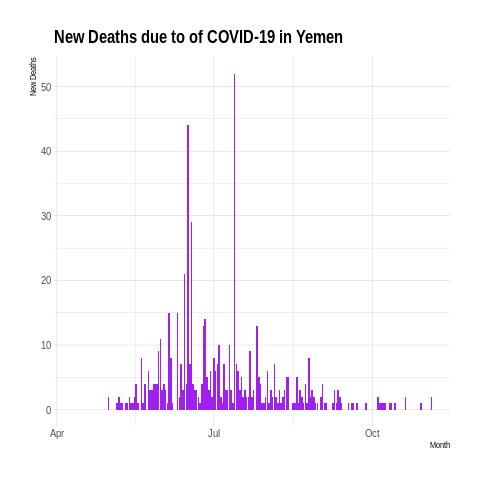 New Deaths due to of COVID-19 in Yemen
New Deaths
50
40
30
20
10
0
Apr
Jul
Oct
Month